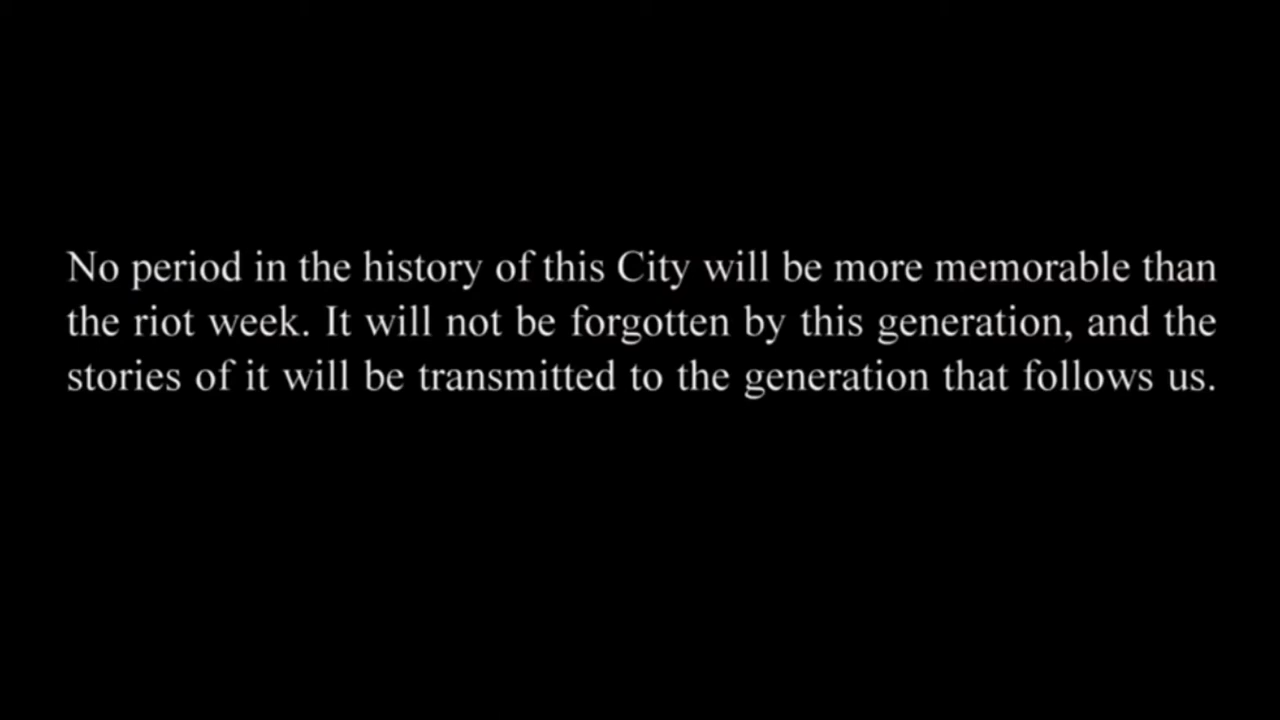 No period in the history of this City will be more memorable than
the riot week. It will not be forgotten by this generation, and the
stories of it will be transmitted to the generation that follows us.